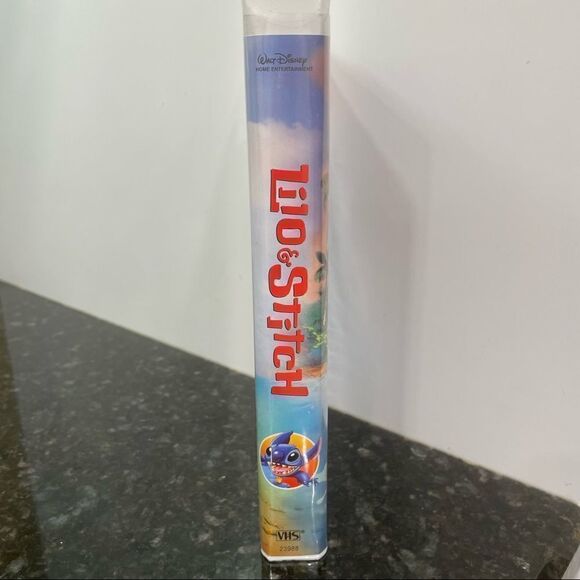 Walt Disney
HOME ENTERTAINMENT
Lilo & Stitch
VHS
23988